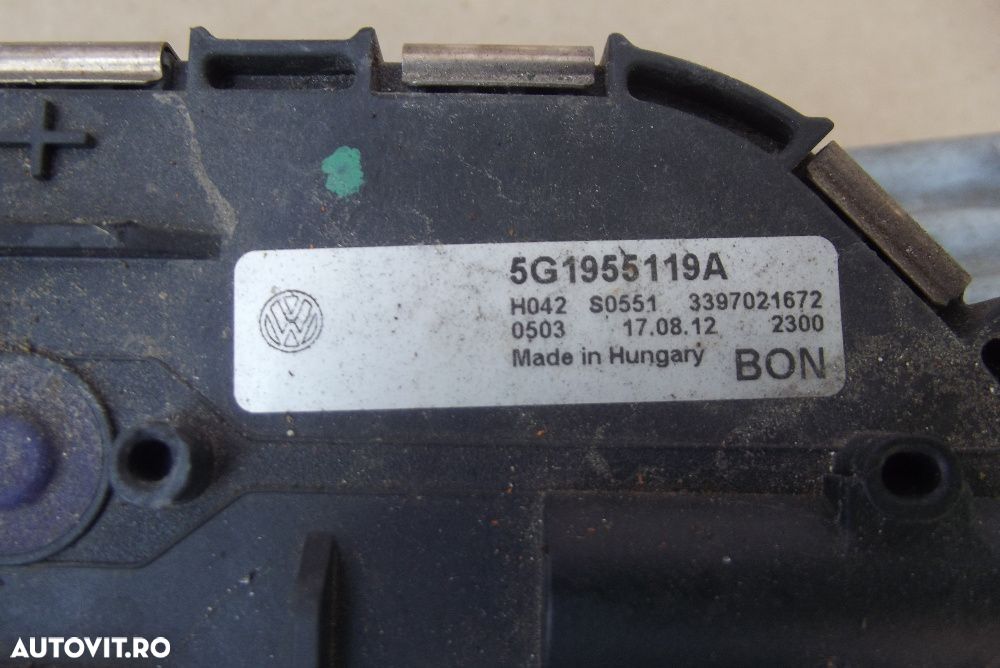 5G1955119A
H042 S0551 3397021672
0503 17.08.12 2300
Made in Hungary BON
AUTOVIT.RO